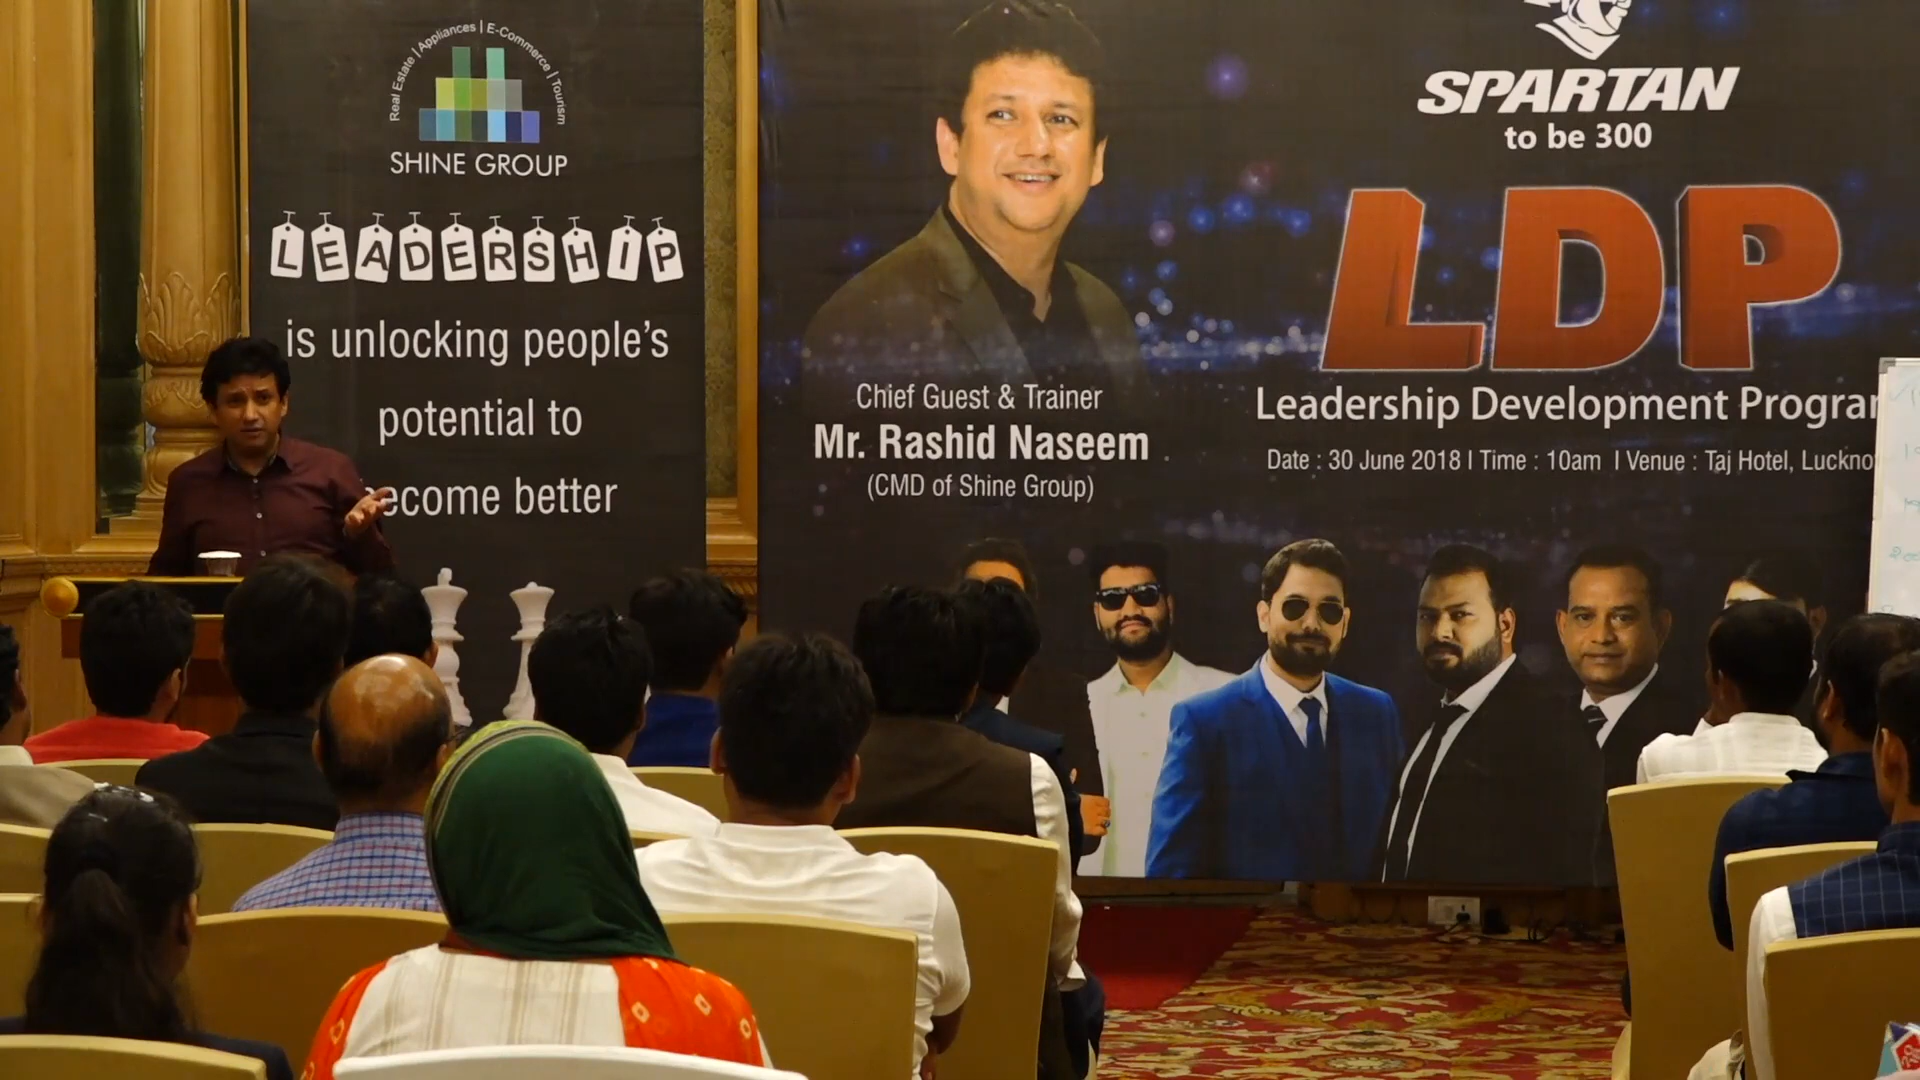 Real Estate | Appliances | E-Commerce | Tourism
SHINE GROUP
LEADERSHIP
is unlocking people's
potential to
ecome better
SPARTAN
to be 300
LDP
Leadership Development Progra
Date : 30 June 2018 | Time : 10am | Venue : Taj Hotel, Luckno
Chief Guest & Trainer
Mr. Rashid Naseem
(CMD of Shine Group)